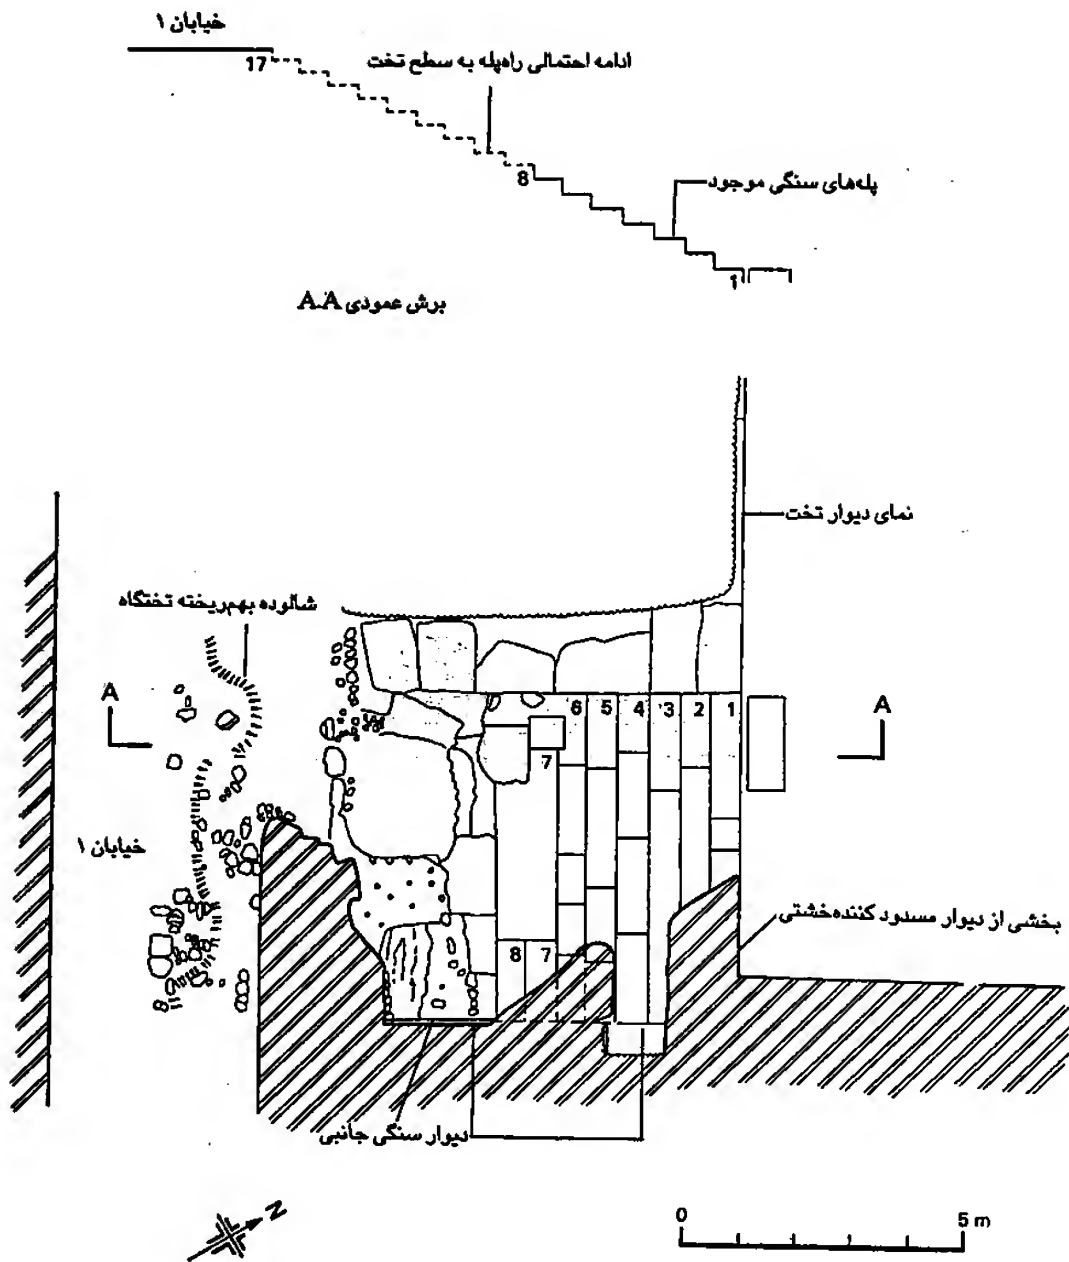 خیابان ۱
17
ادامه احتمالی راه‌پله به سطح تخت
8
پله‌های سنگی موجود
1
برش عمودی A.A
نمای دیوار تخت
شالوده بهم‌ریخته تختگاه
A
A
6 5 4 3 2 1
7
خیابان ۱
بخشی از دیوار مسدود کننده‌خشتی
8 7
دیوار سنگی جانبی
N
0 5 m